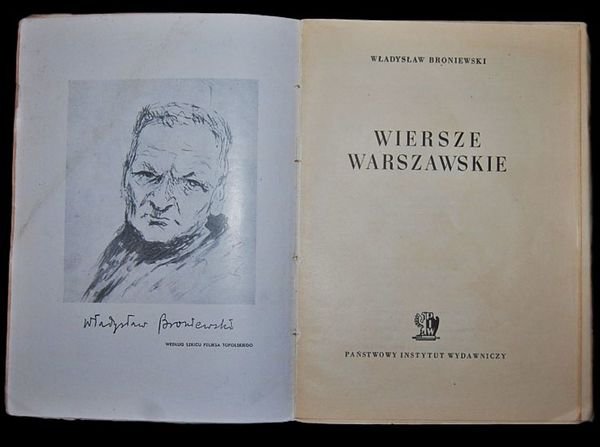 Władysław Broniewski
WEDŁUG SZKICU FELIKSA TOPOLSKIEGO
WŁADYSŁAW BRONIEWSKI
WIERSZE
WARSZAWSKIE
PIW
PAŃSTWOWY INSTYTUT WYDAWNICZY